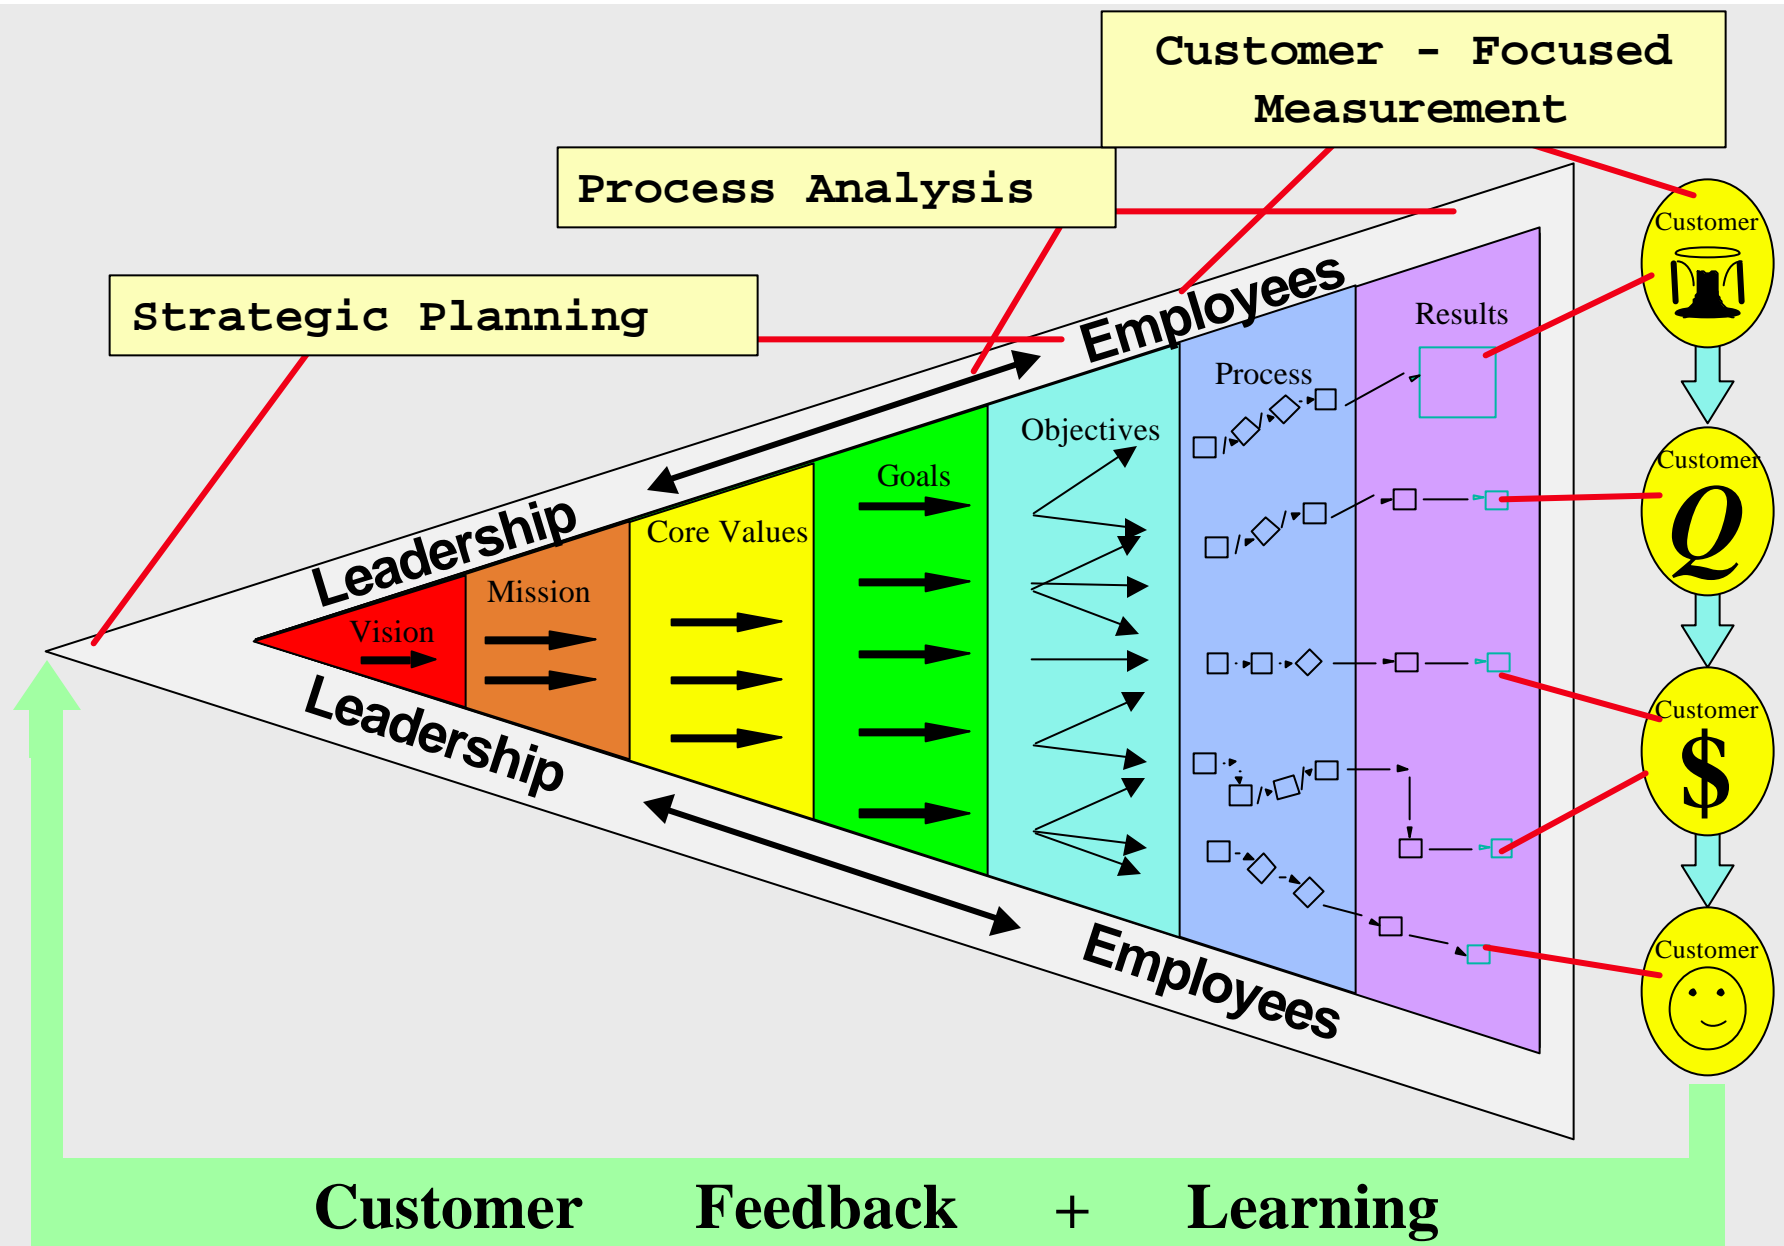 Customer - Focused
Measurement
Process Analysis
Strategic Planning
Leadership
Employees
Vision
Mission
Core Values
Goals
Objectives
Process
Results
Leadership
Employees
Customer
Customer
Q
Customer
$
Customer
Customer Feedback + Learning